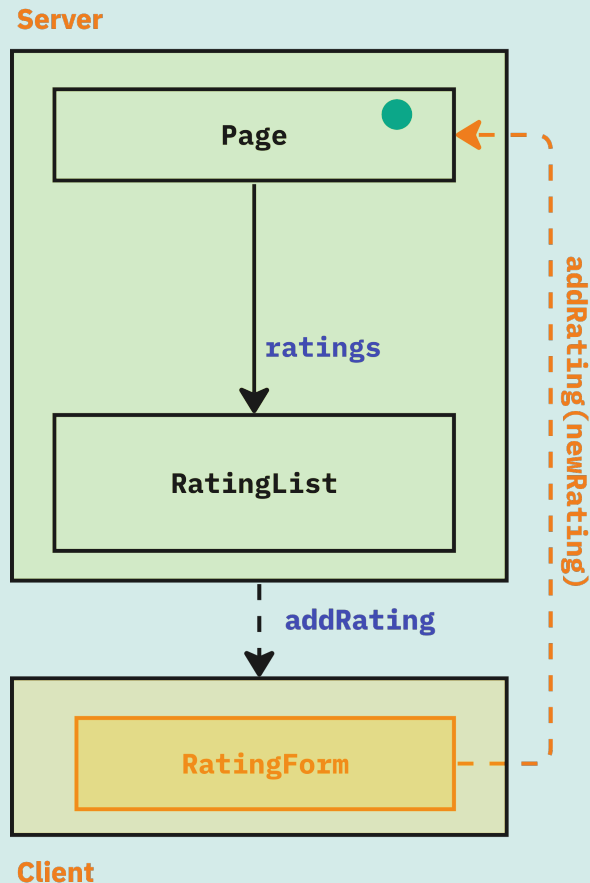 Server
Page
ratings
RatingList
addRating
addRating(newRating)
RatingForm
Client